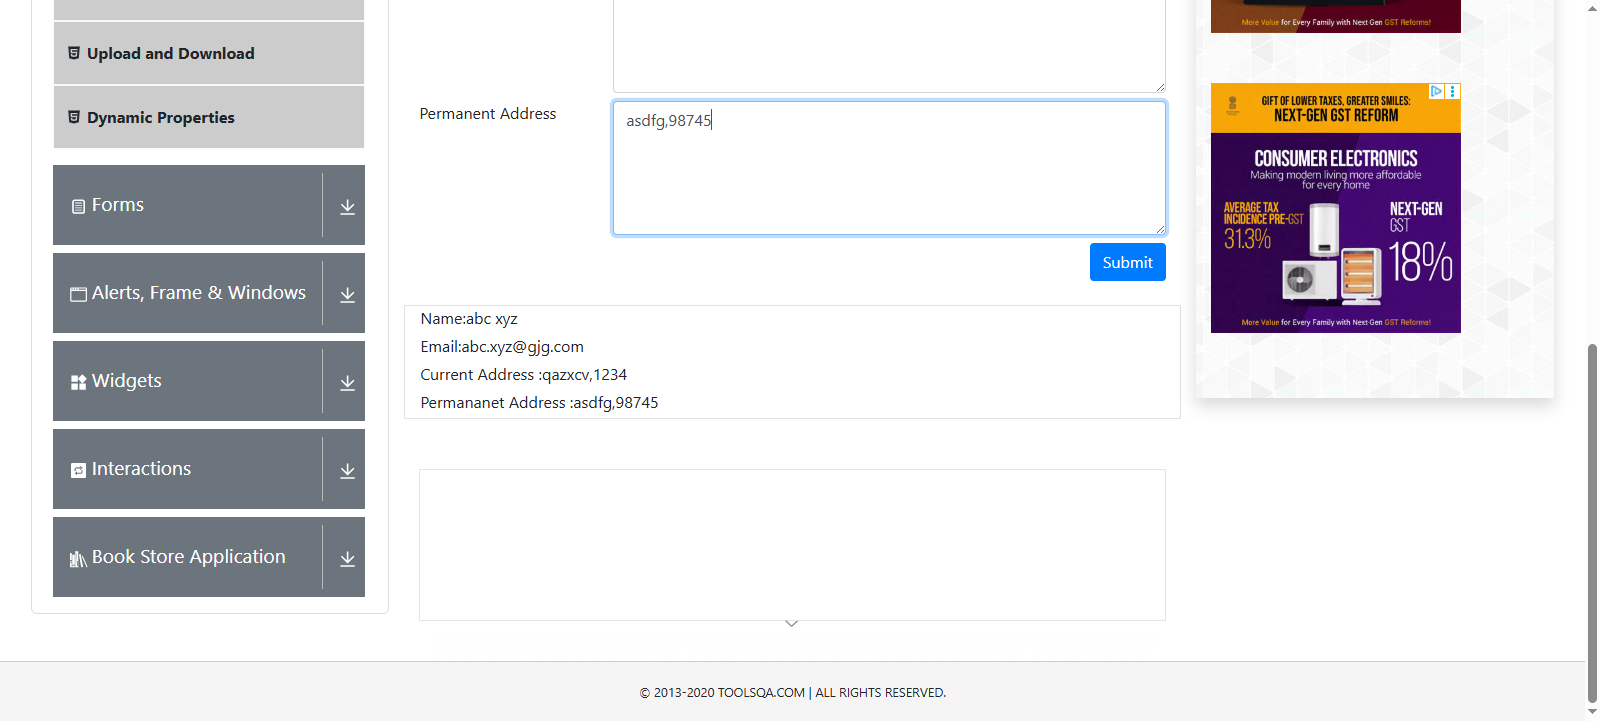 Upload and Download
Dynamic Properties
Forms
Alerts, Frame & Windows
Widgets
Interactions
Book Store Application
Permanent Address
asdfg,98745
Submit
Name:abc xyz
Email:abc.xyz@gjg.com
Current Address :qazxcv,1234
Permananet Address :asdfg,98745
More Value for Every Family with Next Gen GST Reforms!
GIFT OF LOWER TAXES, GREATER SMILES:
NEXT-GEN GST REFORM
CONSUMER ELECTRONICS
Making modern living more affordable
for every home
AVERAGE TAX
INCIDENCE PRE-GST
31.3%
NEXT-GEN
GST
18%
More Value for Every Family with Next Gen GST Reforms!
© 2013-2020 TOOLSQA.COM | ALL RIGHTS RESERVED.